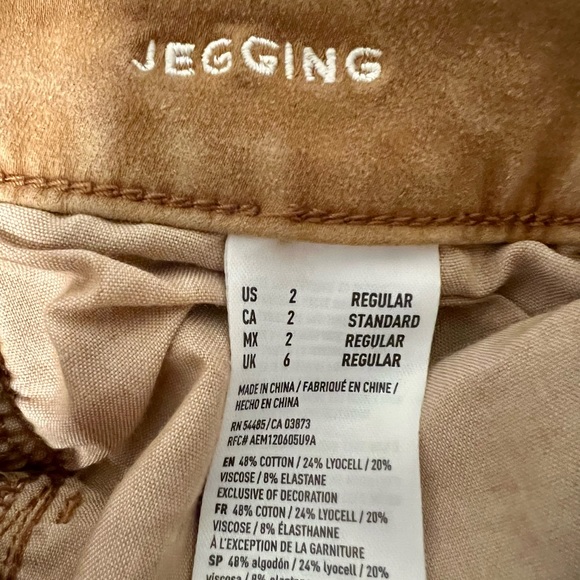 JEGGING
US 2 REGULAR
CA 2 STANDARD
MX 2 REGULAR
UK 6 REGULAR
MADE IN CHINA / FABRIQUÉ EN CHINE /
HECHO EN CHINA
RN 54485/CA 03873
RFC# AEM120605U9A
EN 48% COTTON / 24% LYOCELL / 20%
VISCOSE / 8% ELASTANE
EXCLUSIVE OF DECORATION
FR 48% COTON / 24% LYOCELL / 20%
VISCOSE / 8% ÉLASTHANNE
À L'EXCEPTION DE LA GARNITURE
SP 48% algodón / 24% lyocell / 20%
viscosa / 8% elastano